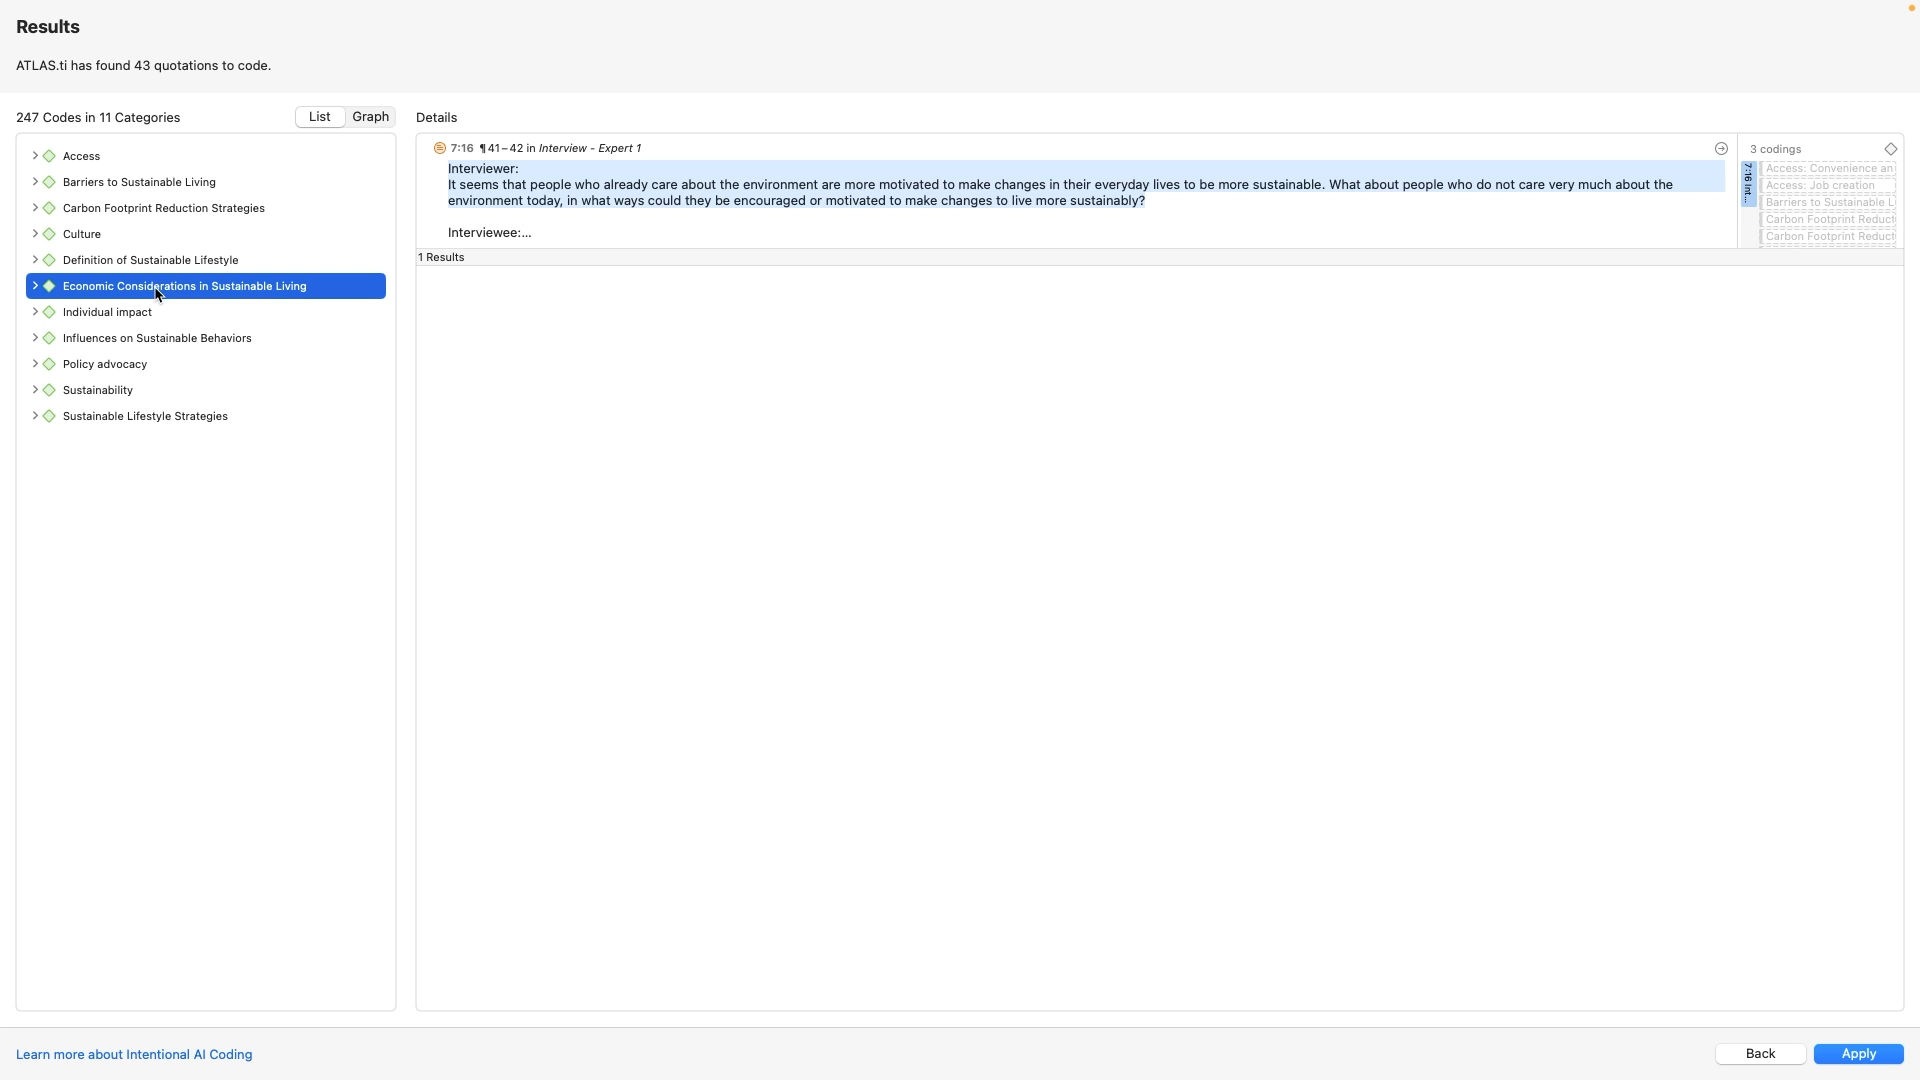 Results
ATLAS.ti has found 43 quotations to code.
247 Codes in 11 Categories
List
Graph
Access
Barriers to Sustainable Living
Carbon Footprint Reduction Strategies
Culture
Definition of Sustainable Lifestyle
Economic Considerations in Sustainable Living
Individual impact
Influences on Sustainable Behaviors
Policy advocacy
Sustainability
Sustainable Lifestyle Strategies
Details
7:16 ¶ 41 – 42 in Interview - Expert 1
Interviewer:
It seems that people who already care about the environment are more motivated to make changes in their everyday lives to be more sustainable. What about people who do not care very much about the
environment today, in what ways could they be encouraged or motivated to make changes to live more sustainably?
Interviewee:...
3 codings
7:16 Int...
Access: Convenience an
Access: Job creation
Barriers to Sustainable L
Carbon Footprint Reduct
Carbon Footprint Reduct
1 Results
Learn more about Intentional AI Coding
Back
Apply